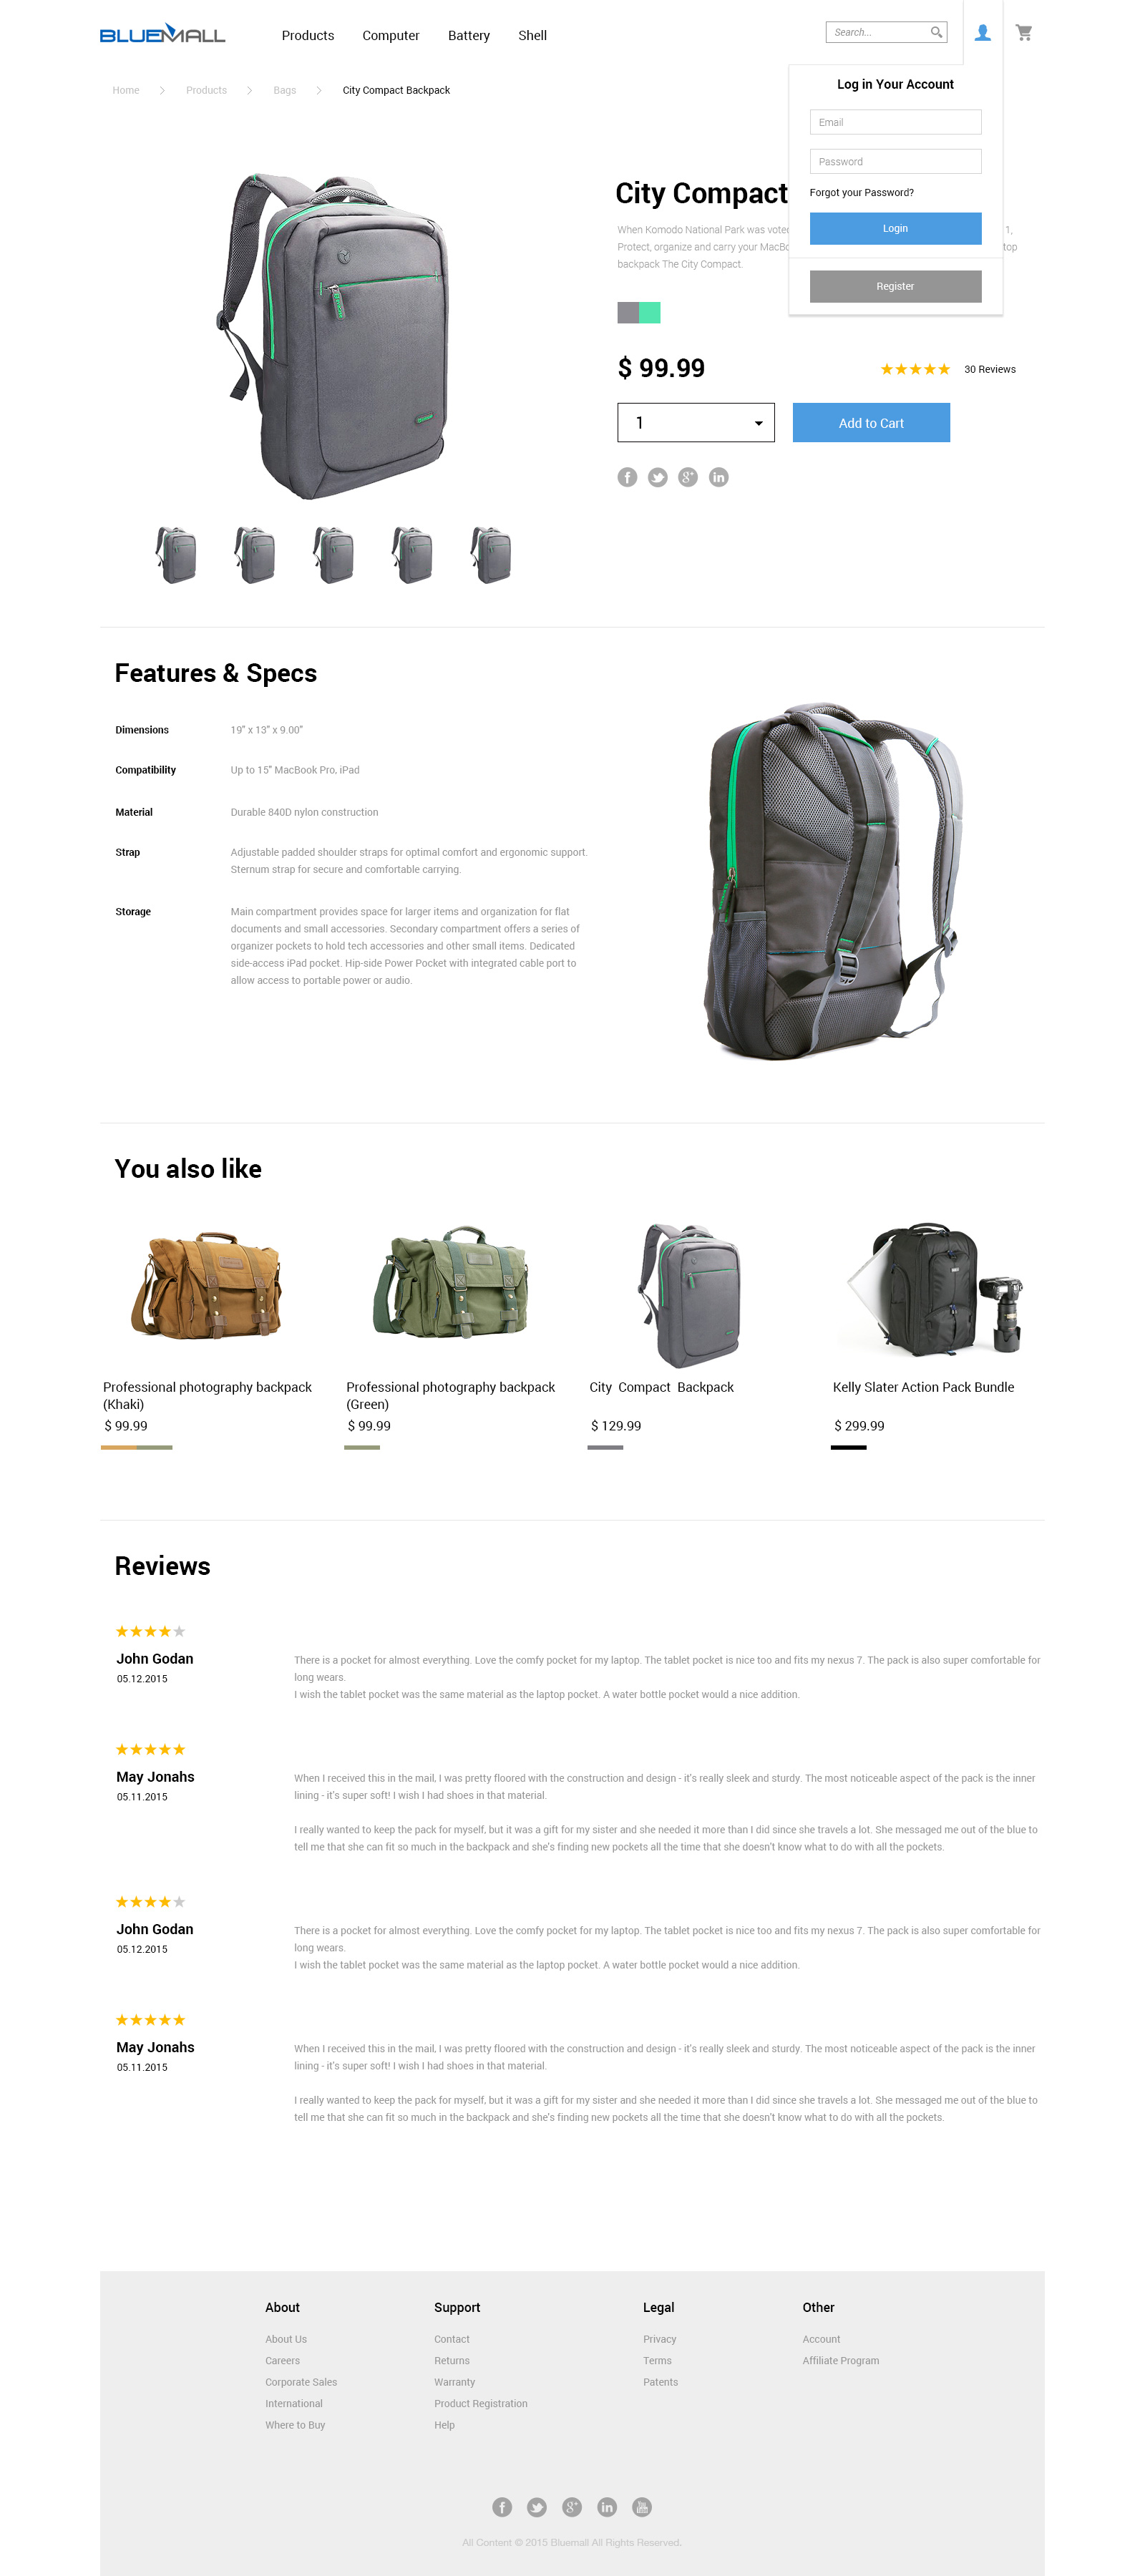 BLUEMALL
Products
Computer
Battery
Shell
Search...
Home
Products
Bags
City Compact Backpack
Log in Your Account
Email
Password
Forgot your Password?
Login
Register
City Compact
When Komodo National Park was voted
1,
Protect, organize and carry your MacBo
top
backpack The City Compact.
$ 99.99
30 Reviews
1
Add to Cart
Features & Specs
Dimensions
19" x 13" x 9.00"
Compatibility
Up to 15" MacBook Pro, iPad
Material
Durable 840D nylon construction
Strap
Adjustable padded shoulder straps for optimal comfort and ergonomic support.
Sternum strap for secure and comfortable carrying.
Storage
Main compartment provides space for larger items and organization for flat
documents and small accessories. Secondary compartment offers a series of
organizer pockets to hold tech accessories and other small items. Dedicated
side-access iPad pocket. Hip-side Power Pocket with integrated cable port to
allow access to portable power or audio.
You also like
Professional photography backpack
(Khaki)
$ 99.99
Professional photography backpack
(Green)
$ 99.99
City Compact Backpack
$ 129.99
Kelly Slater Action Pack Bundle
$ 299.99
Reviews
John Godan
05.12.2015
There is a pocket for almost everything. Love the comfy pocket for my laptop. The tablet pocket is nice too and fits my nexus 7. The pack is also super comfortable for
long wears.
I wish the tablet pocket was the same material as the laptop pocket. A water bottle pocket would a nice addition.
May Jonahs
05.11.2015
When I received this in the mail, I was pretty floored with the construction and design - it's really sleek and sturdy. The most noticeable aspect of the pack is the inner
lining - it's super soft! I wish I had shoes in that material.
I really wanted to keep the pack for myself, but it was a gift for my sister and she needed it more than I did since she travels a lot. She messaged me out of the blue to
tell me that she can fit so much in the backpack and she's finding new pockets all the time that she doesn't know what to do with all the pockets.
John Godan
05.12.2015
There is a pocket for almost everything. Love the comfy pocket for my laptop. The tablet pocket is nice too and fits my nexus 7. The pack is also super comfortable for
long wears.
I wish the tablet pocket was the same material as the laptop pocket. A water bottle pocket would a nice addition.
May Jonahs
05.11.2015
When I received this in the mail, I was pretty floored with the construction and design - it's really sleek and sturdy. The most noticeable aspect of the pack is the inner
lining - it's super soft! I wish I had shoes in that material.
I really wanted to keep the pack for myself, but it was a gift for my sister and she needed it more than I did since she travels a lot. She messaged me out of the blue to
tell me that she can fit so much in the backpack and she's finding new pockets all the time that she doesn't know what to do with all the pockets.
About
About Us
Careers
Corporate Sales
International
Where to Buy
Support
Contact
Returns
Warranty
Product Registration
Help
Legal
Privacy
Terms
Patents
Other
Account
Affiliate Program
All Content © 2015 Bluemall All Rights Reserved.